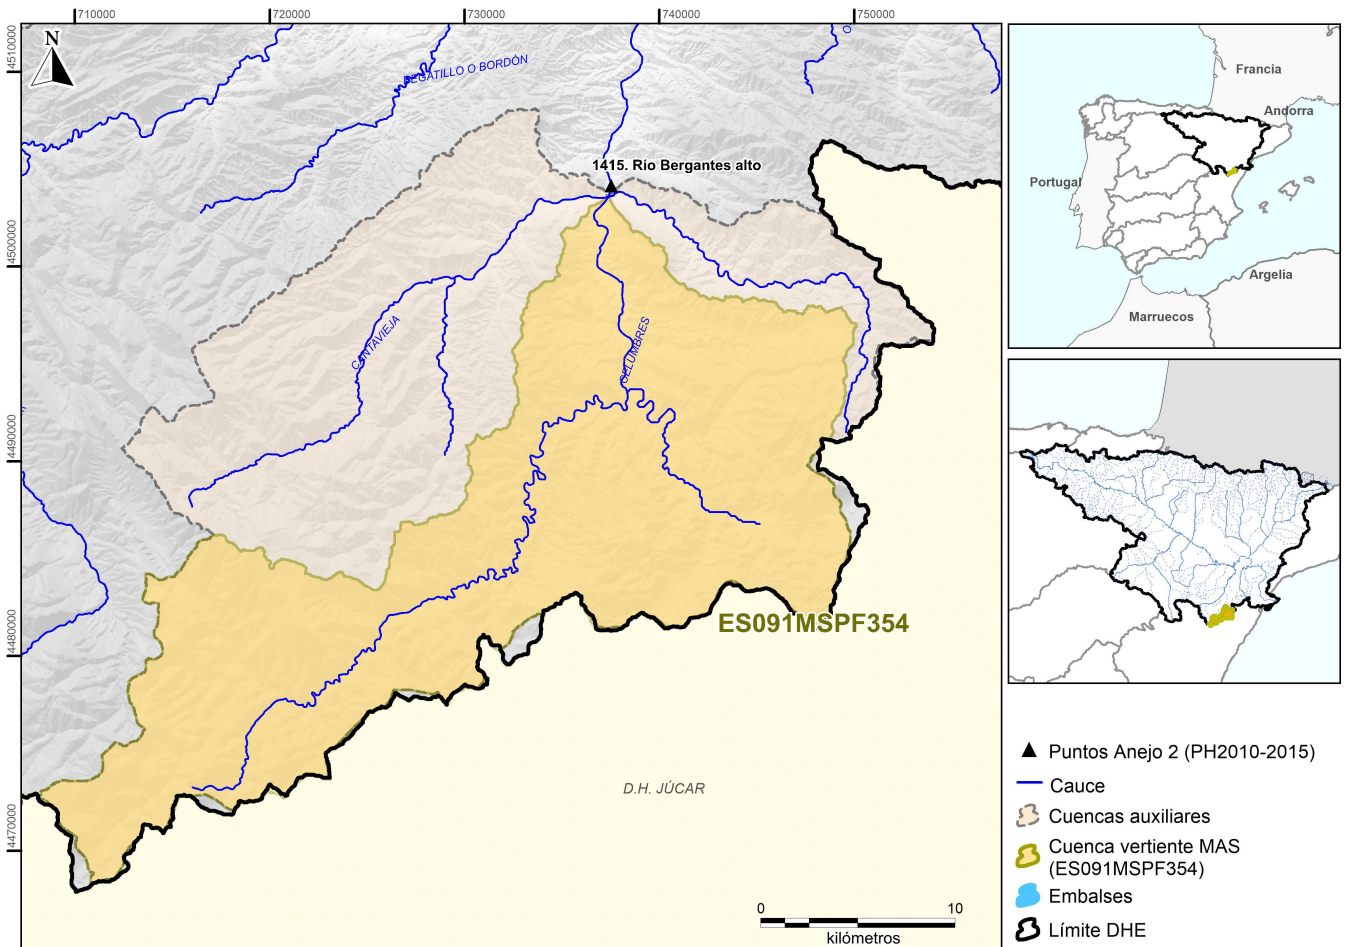 710000
720000
730000
740000
750000
N
4510000
4500000
4490000
4480000
4470000
1415. Río Bergantes alto
CANTAVIEJA
CELUMBRES
ES091MSPF354
D.H. JÚCAR
0 10
kilómetros
Francia
Andorra
Portugal
Argelia
Marruecos
Puntos Anejo 2 (PH2010-2015)
Cauce
Cuencas auxiliares
Cuenca vertiente MAS
(ES091MSPF354)
Embalses
Límite DHE